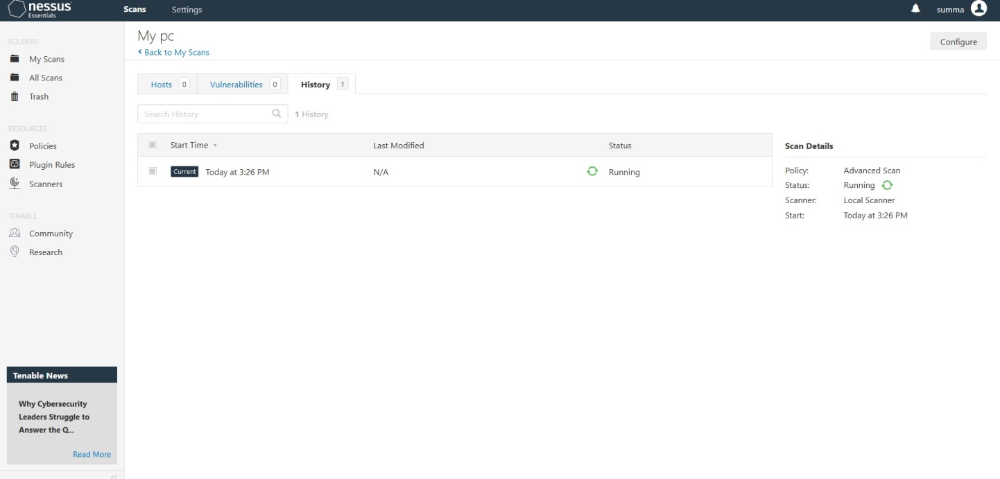 nessus
Essentials
Scans
Settings
summa
FOLDERS
My Scans
All Scans
Trash
RESOURCES
Policies
Plugin Rules
Scanners
TENABLE
Community
Research
Tenable News
Why Cybersecurity
Leaders Struggle to
Answer the Q...
Read More
My pc
Back to My Scans
Configure
Hosts 0
Vulnerabilities 0
History 1
Search History
1 History
Start Time
Last Modified
Status
Current Today at 3:26 PM
N/A
Running
Scan Details
Policy: Advanced Scan
Status: Running
Scanner: Local Scanner
Start: Today at 3:26 PM